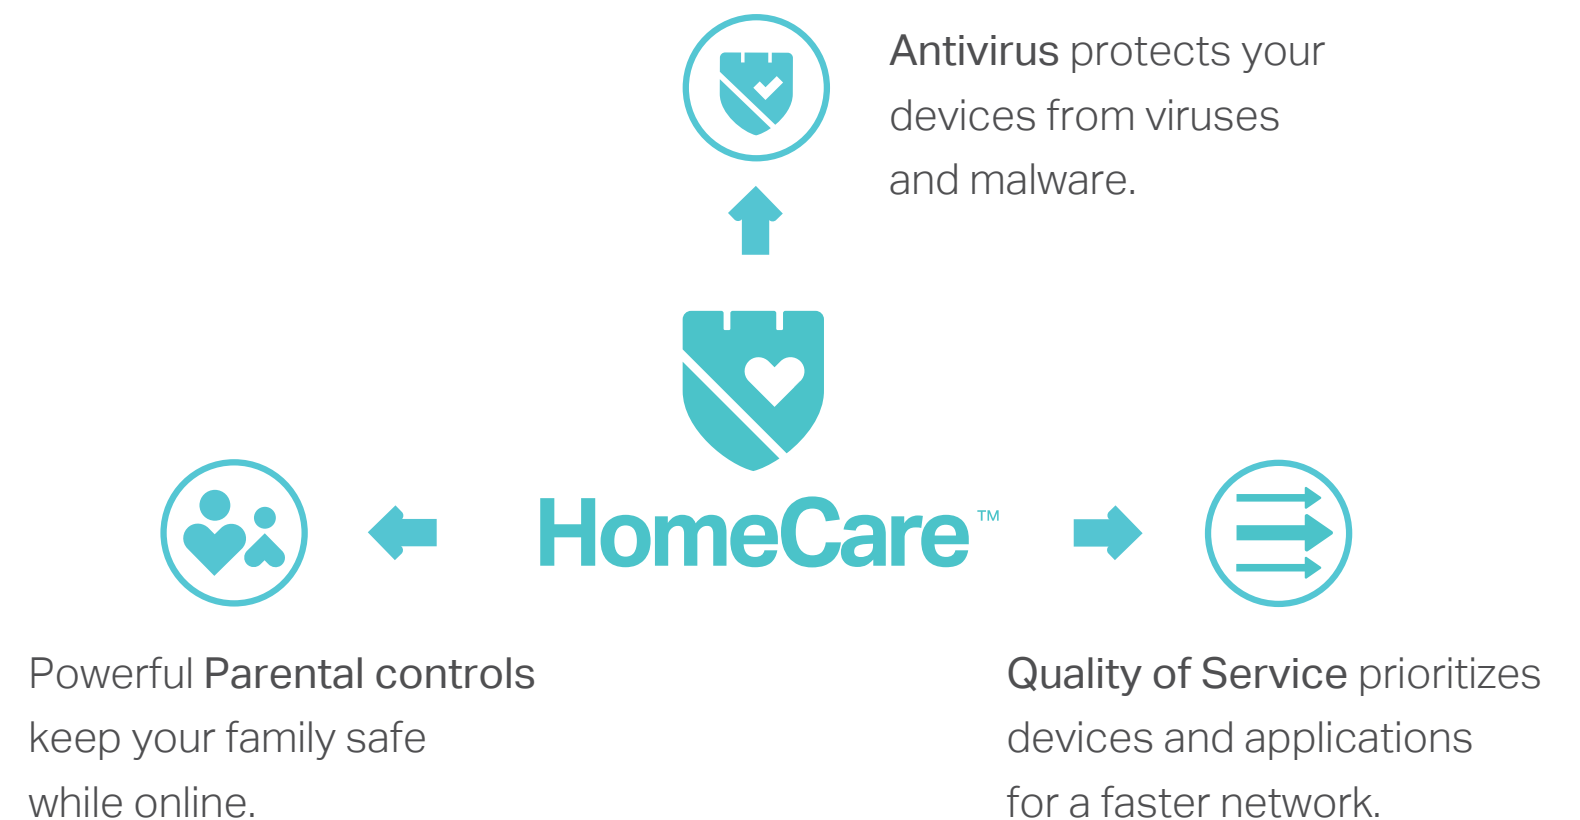 Antivirus protects your
devices from viruses
and malware.
HomeCare™
Powerful Parental controls
keep your family safe
while online.
Quality of Service prioritizes
devices and applications
for a faster network.